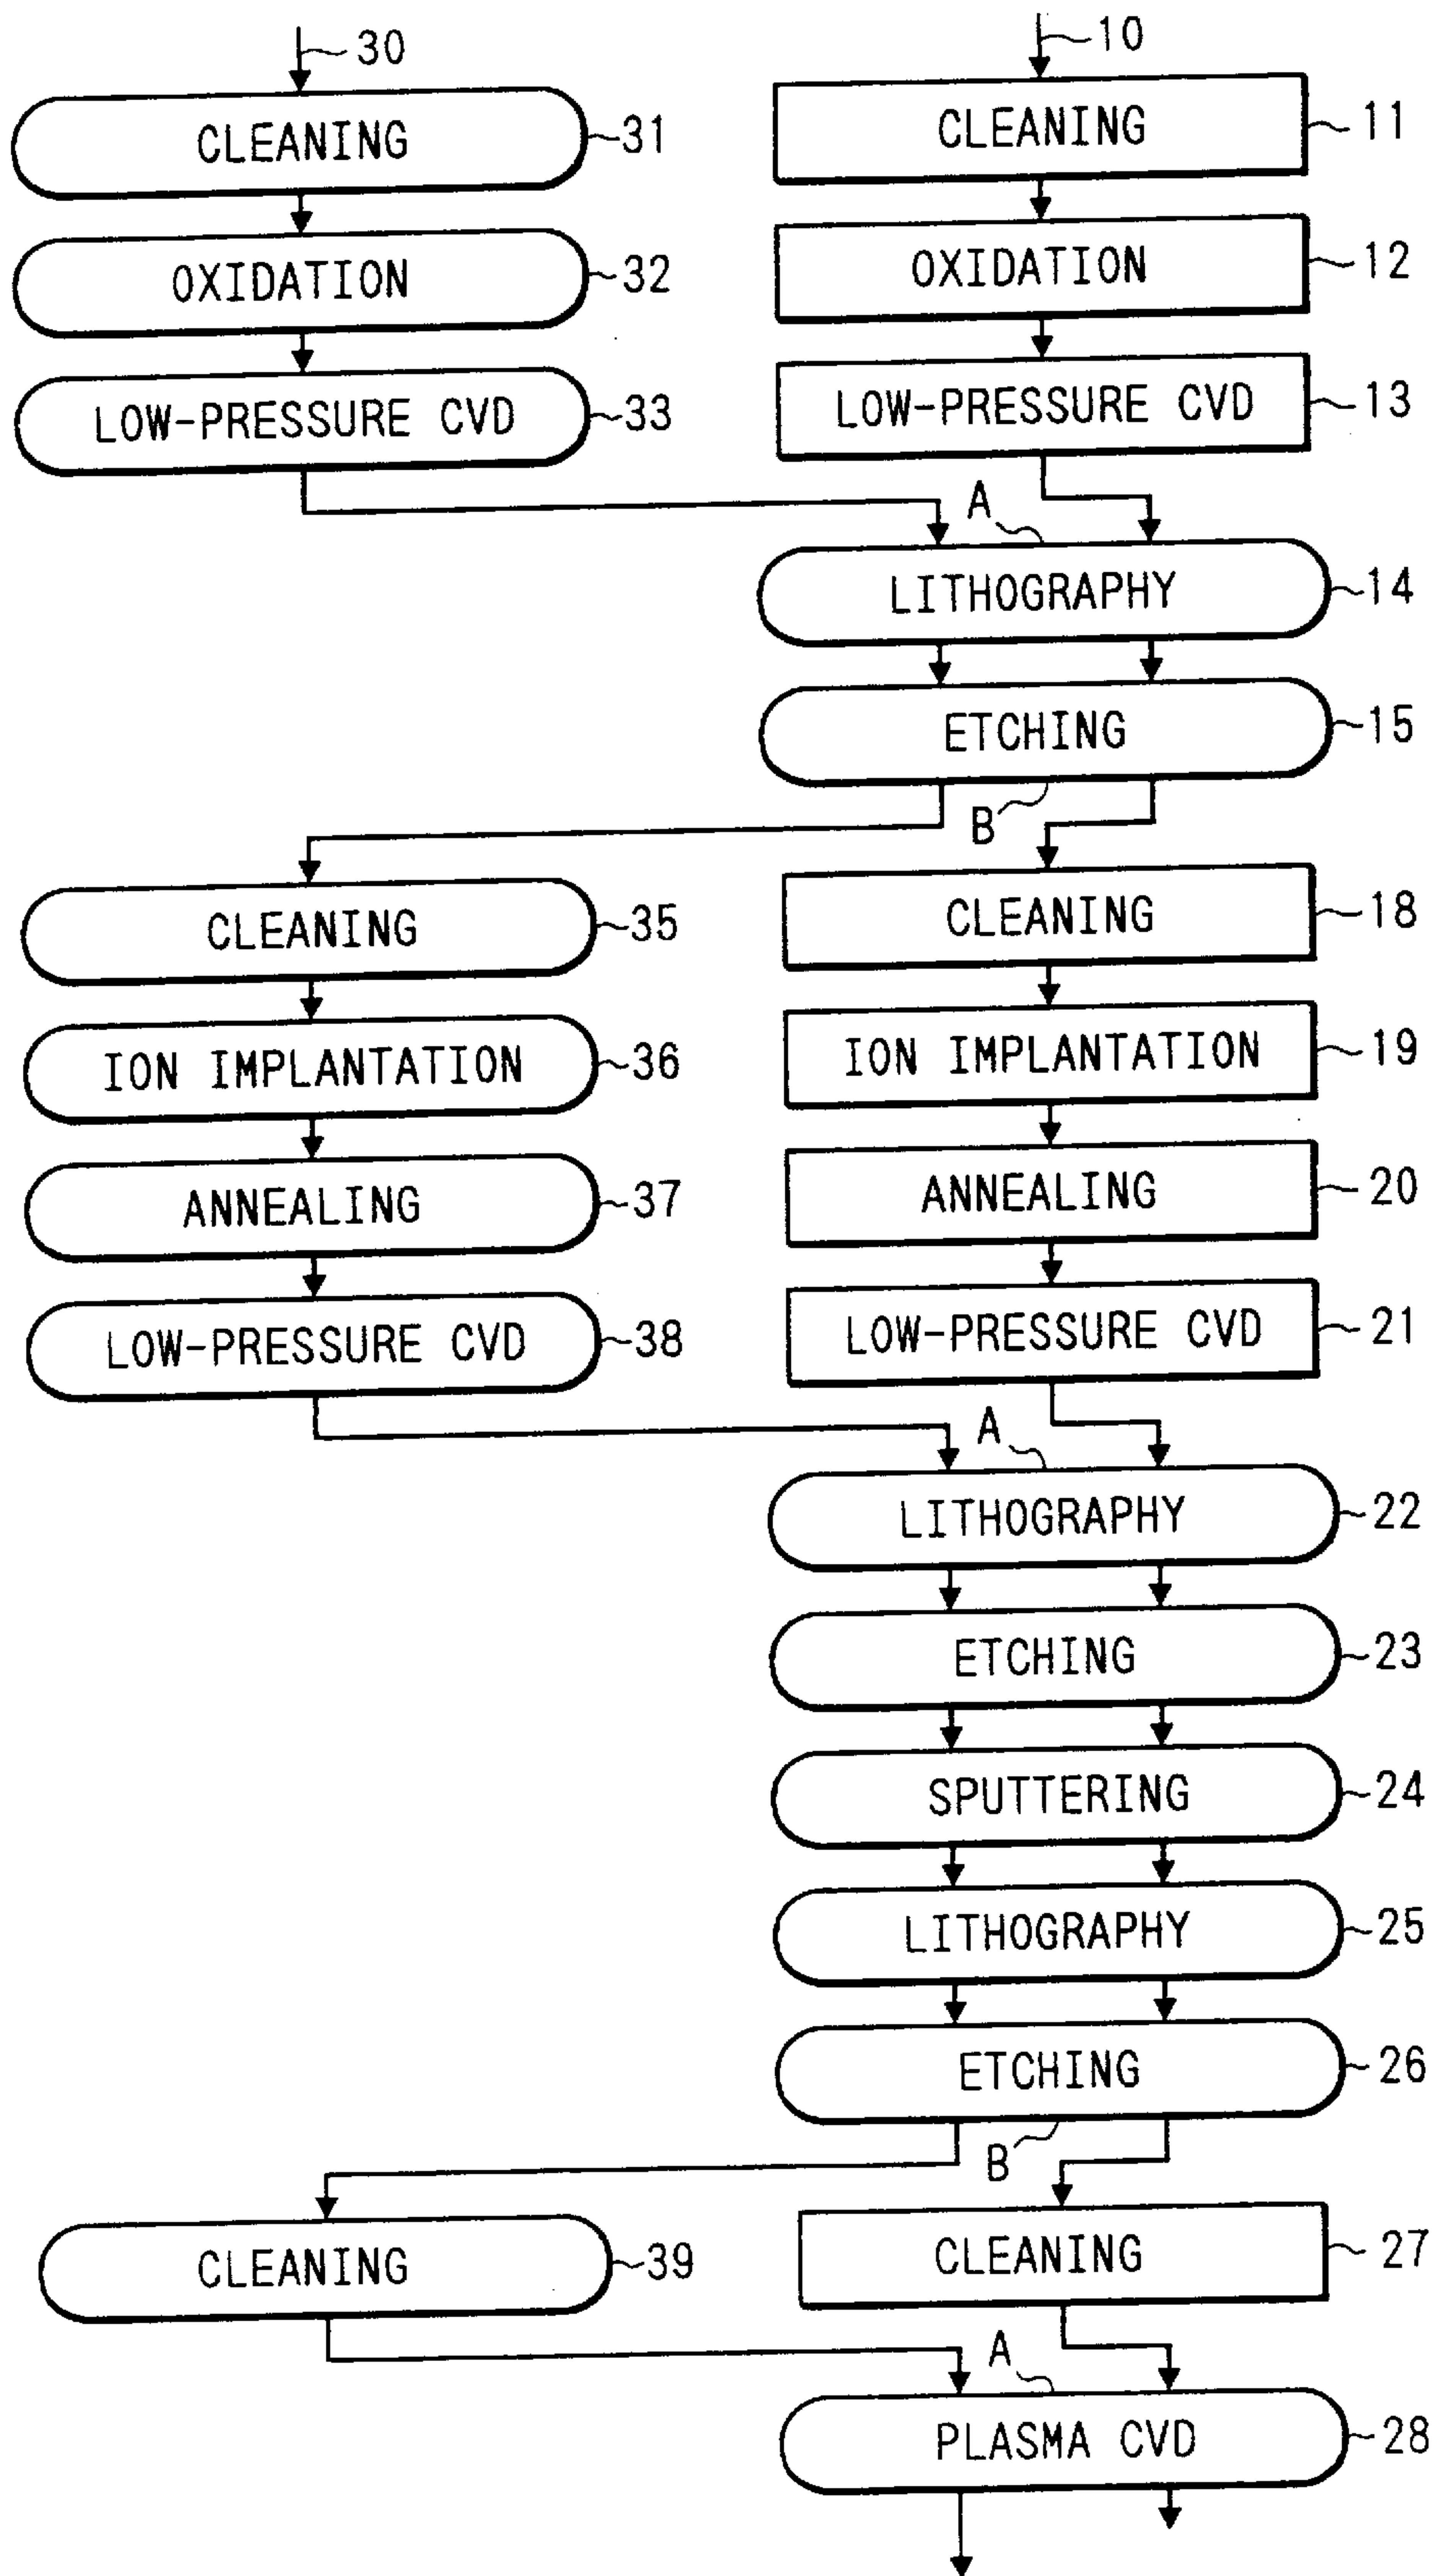 30
10
CLEANING 31
CLEANING 11
OXIDATION 32
OXIDATION 12
LOW-PRESSURE CVD 33
LOW-PRESSURE CVD 13
A
LITHOGRAPHY 14
ETCHING 15
B
CLEANING 35
CLEANING 18
ION IMPLANTATION 36
ION IMPLANTATION 19
ANNEALING 37
ANNEALING 20
LOW-PRESSURE CVD 38
LOW-PRESSURE CVD 21
A
LITHOGRAPHY 22
ETCHING 23
SPUTTERING 24
LITHOGRAPHY 25
ETCHING 26
B
CLEANING 39
CLEANING 27
A
PLASMA CVD 28